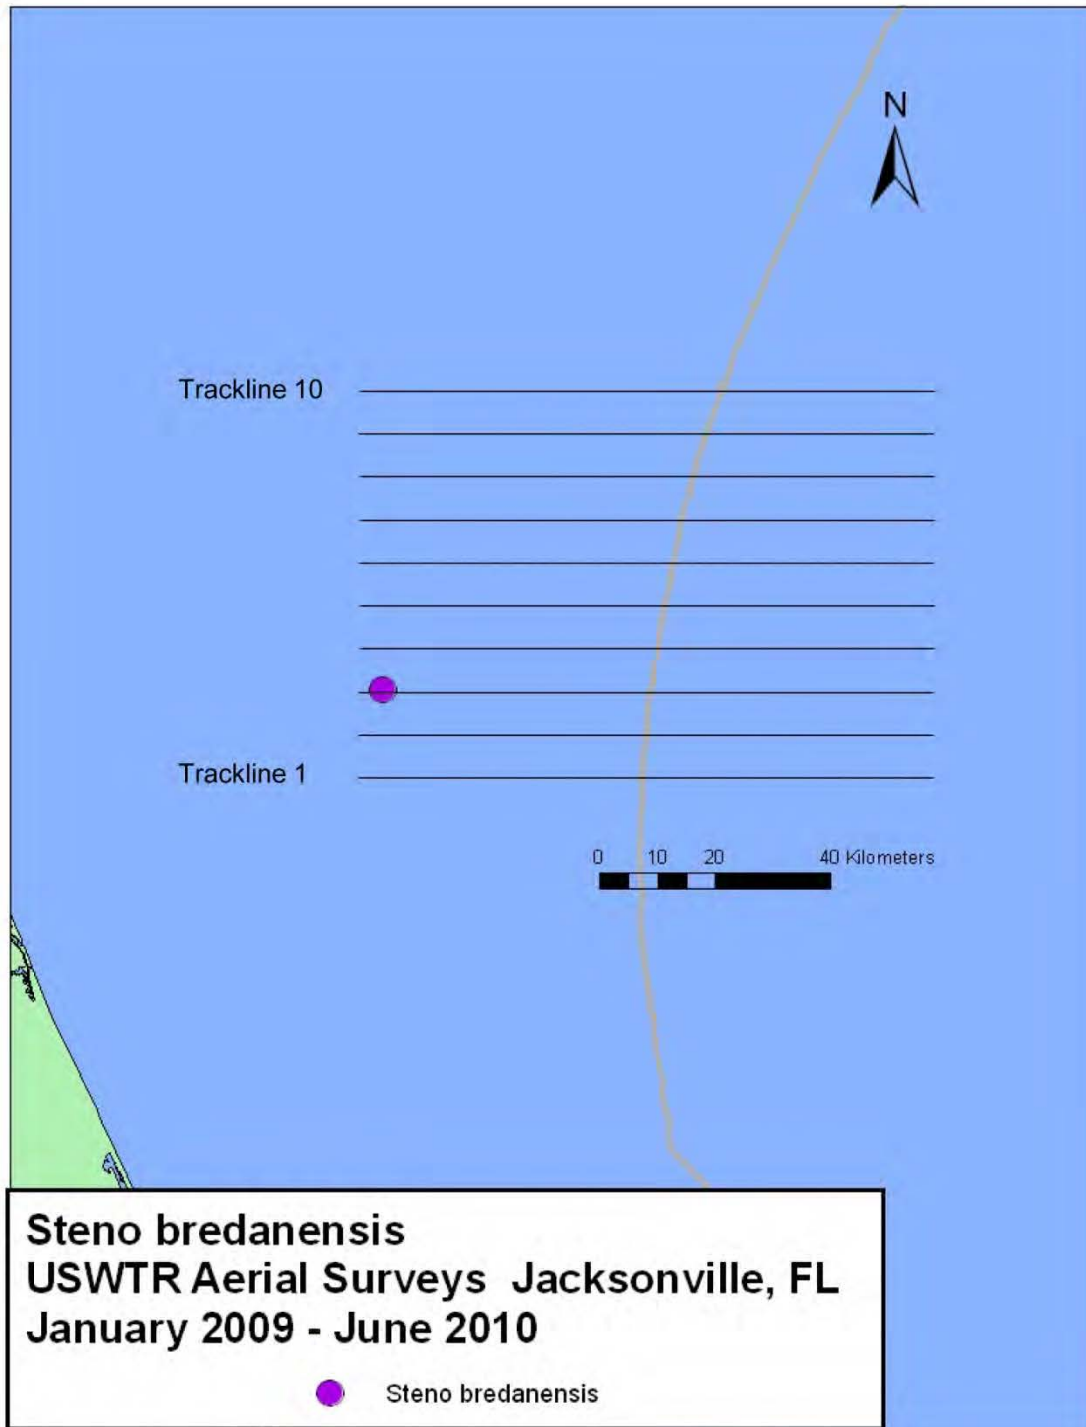 N
Trackline 10
Trackline 1
0 10 20 40 Kilometers
Steno bredanensis
USWTR Aerial Surveys Jacksonville, FL
January 2009 - June 2010
Steno bredanensis